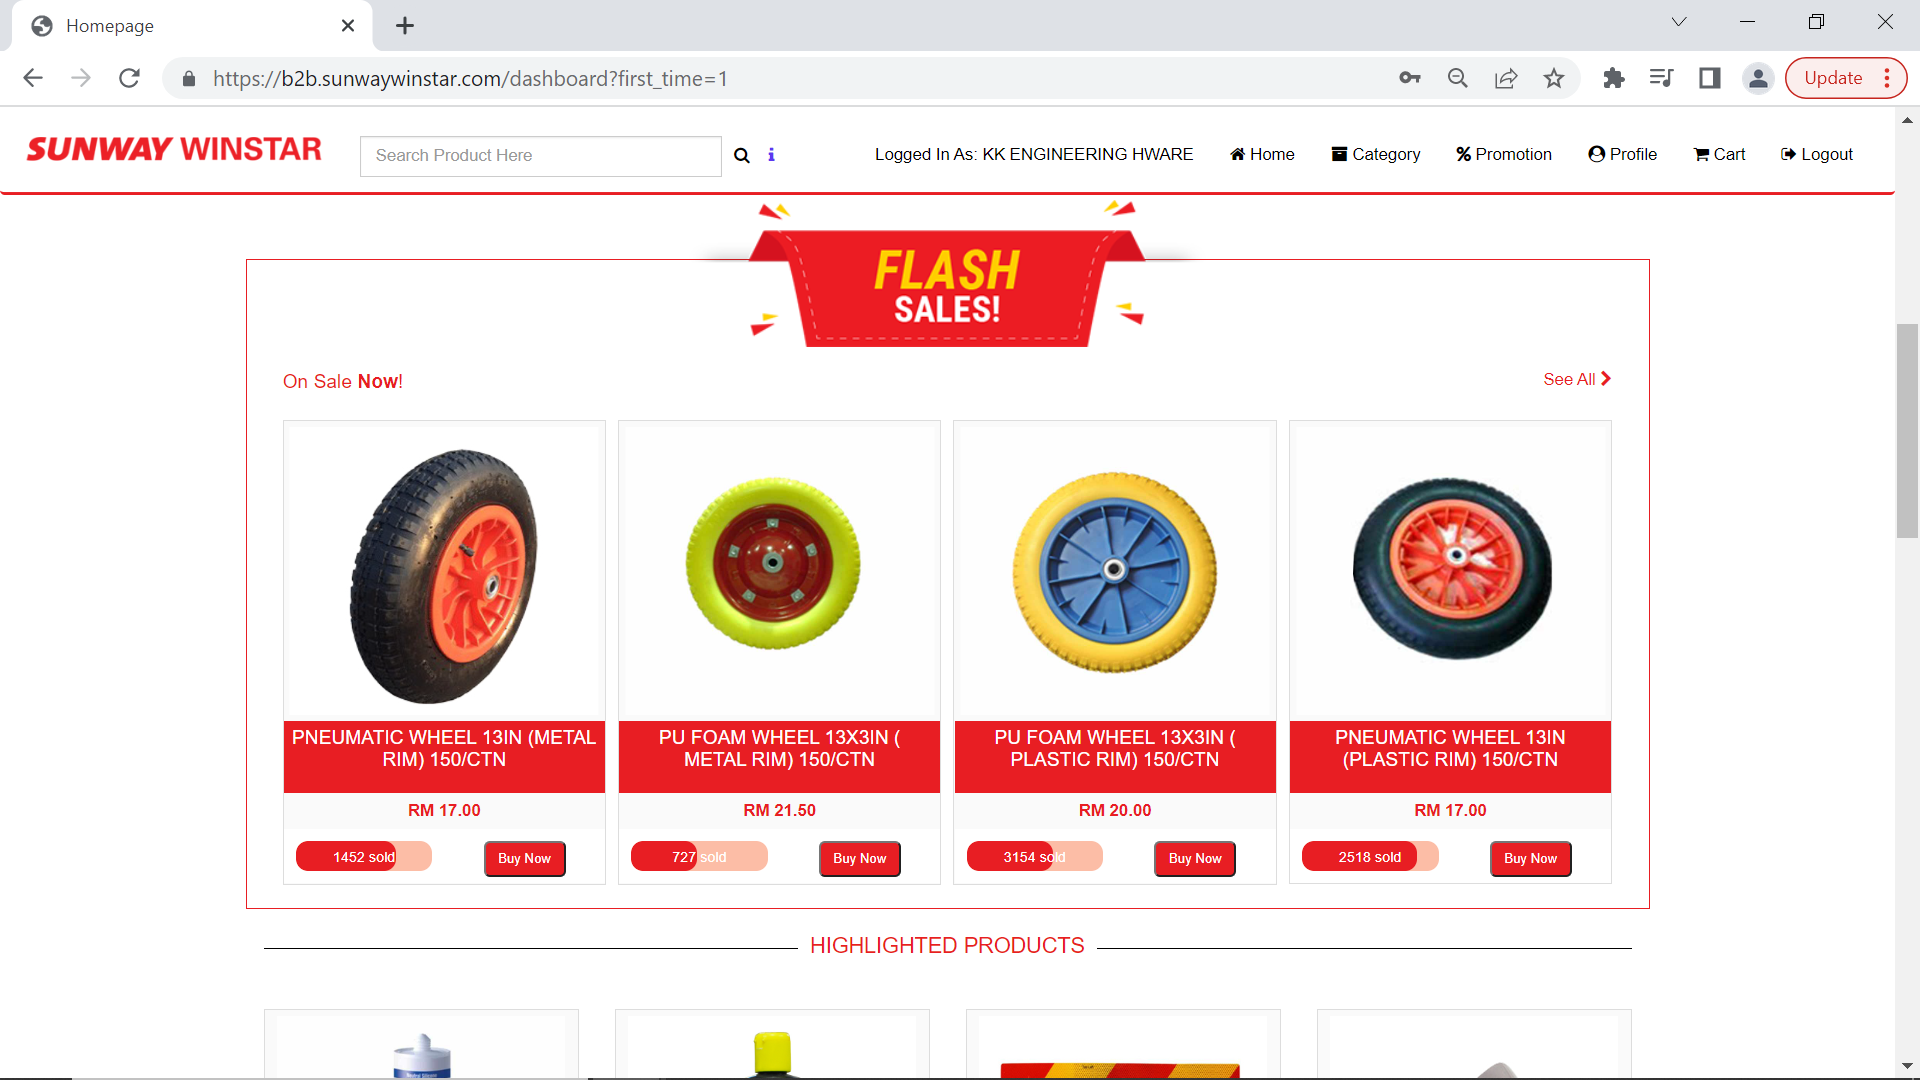 Homepage
https://b2b.sunwaywinstar.com/dashboard?first_time=1
Update
SUNWAY WINSTAR
Search Product Here
Logged In As: KK ENGINEERING HWARE
Home
Category
Promotion
Profile
Cart
Logout
FLASH
SALES!
On Sale Now!
See All
PNEUMATIC WHEEL 13IN (METAL
RIM) 150/CTN
RM 17.00
1452 sold
Buy Now
PU FOAM WHEEL 13X3IN (
METAL RIM) 150/CTN
RM 21.50
727 sold
Buy Now
PU FOAM WHEEL 13X3IN (
PLASTIC RIM) 150/CTN
RM 20.00
3154 sold
Buy Now
PNEUMATIC WHEEL 13IN
(PLASTIC RIM) 150/CTN
RM 17.00
2518 sold
Buy Now
HIGHLIGHTED PRODUCTS